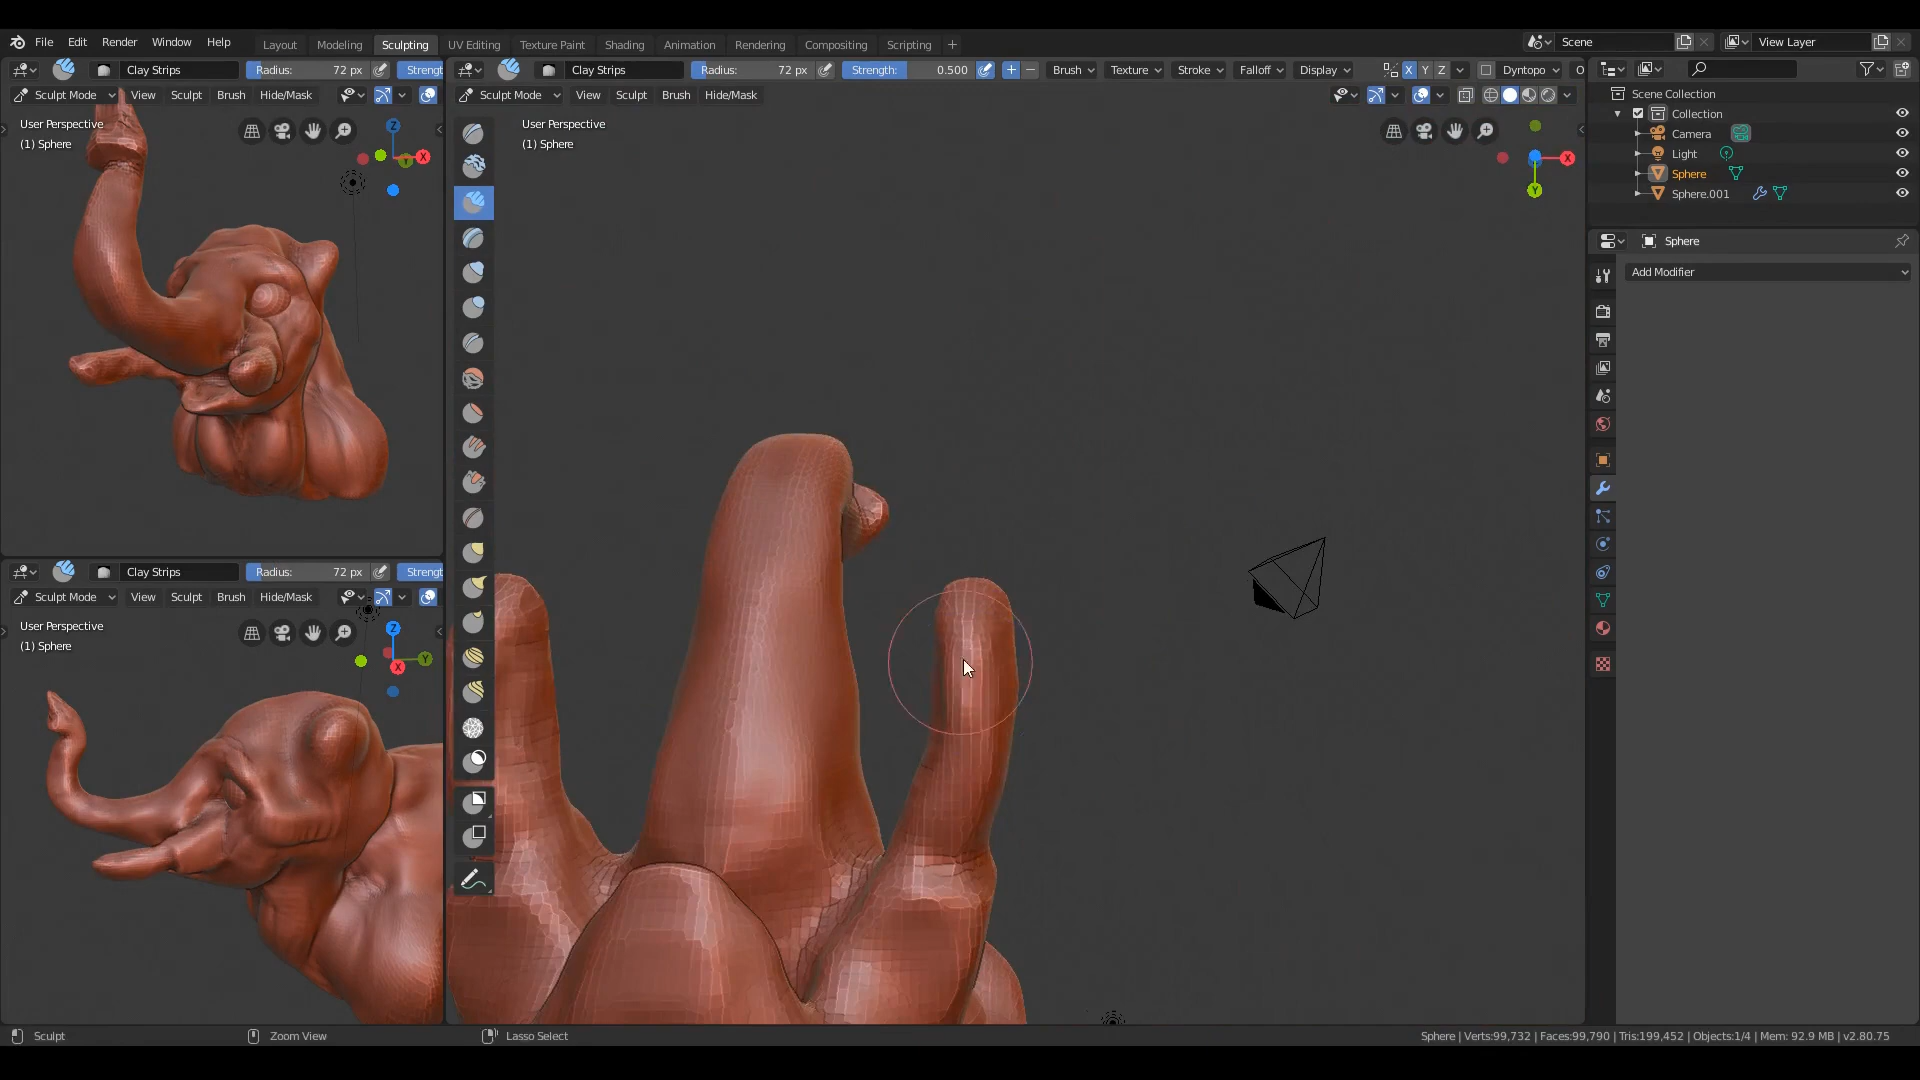 File Edit Render Window Help Layout Modeling Sculpting UV Editing Texture Paint Shading Animation Rendering Compositing Scripting + Scene View Layer
Clay Strips Radius: 72 px Strengt
Clay Strips Radius: 72 px Strength: 0.500 Brush Texture Stroke Falloff Display X Y Z Dyntopo O
Sculpt Mode View Sculpt Brush Hide/Mask
Sculpt Mode View Sculpt Brush Hide/Mask
User Perspective
(1) Sphere
Z
X
Y
User Perspective
(1) Sphere
X
Y
Scene Collection
Collection
Camera
Light
Sphere
Sphere.001
Sphere
Add Modifier
Clay Strips Radius: 72 px Strengt
Sculpt Mode View Sculpt Brush Hide/Mask
User Perspective
(1) Sphere
Z
Y
X
Sculpt Zoom View Lasso Select Sphere | Verts:99,732 | Faces:99,790 | Tris:199,452 | Objects:1/4 | Mem: 92.9 MB | v2.80.75